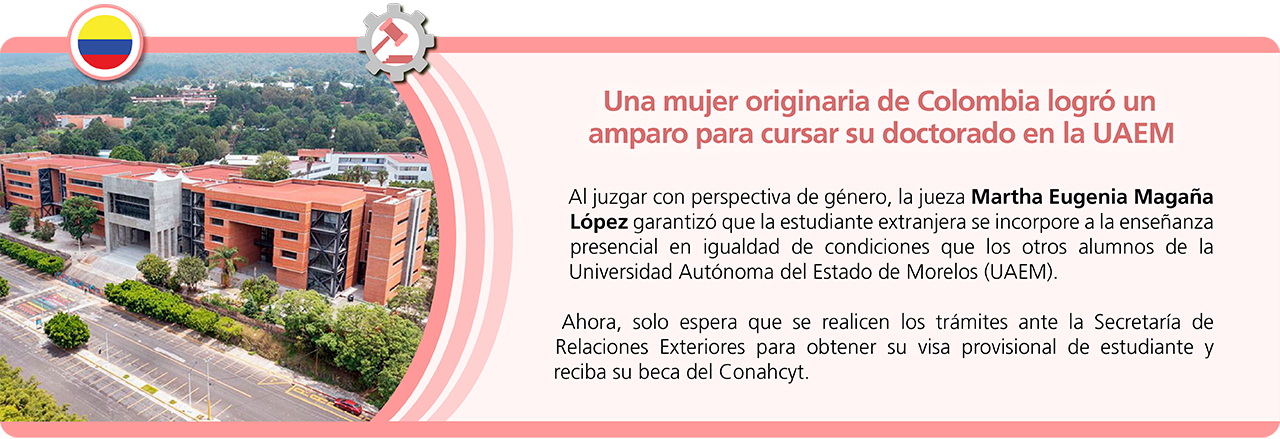 Una mujer originaria de Colombia logró un
amparo para cursar su doctorado en la UAEM
Al juzgar con perspectiva de género, la jueza Martha Eugenia Magaña
López garantizó que la estudiante extranjera se incorpore a la enseñanza
presencial en igualdad de condiciones que los otros alumnos de la
Universidad Autónoma del Estado de Morelos (UAEM).
Ahora, solo espera que se realicen los trámites ante la Secretaría de
Relaciones Exteriores para obtener su visa provisional de estudiante y
reciba su beca del Conahcyt.